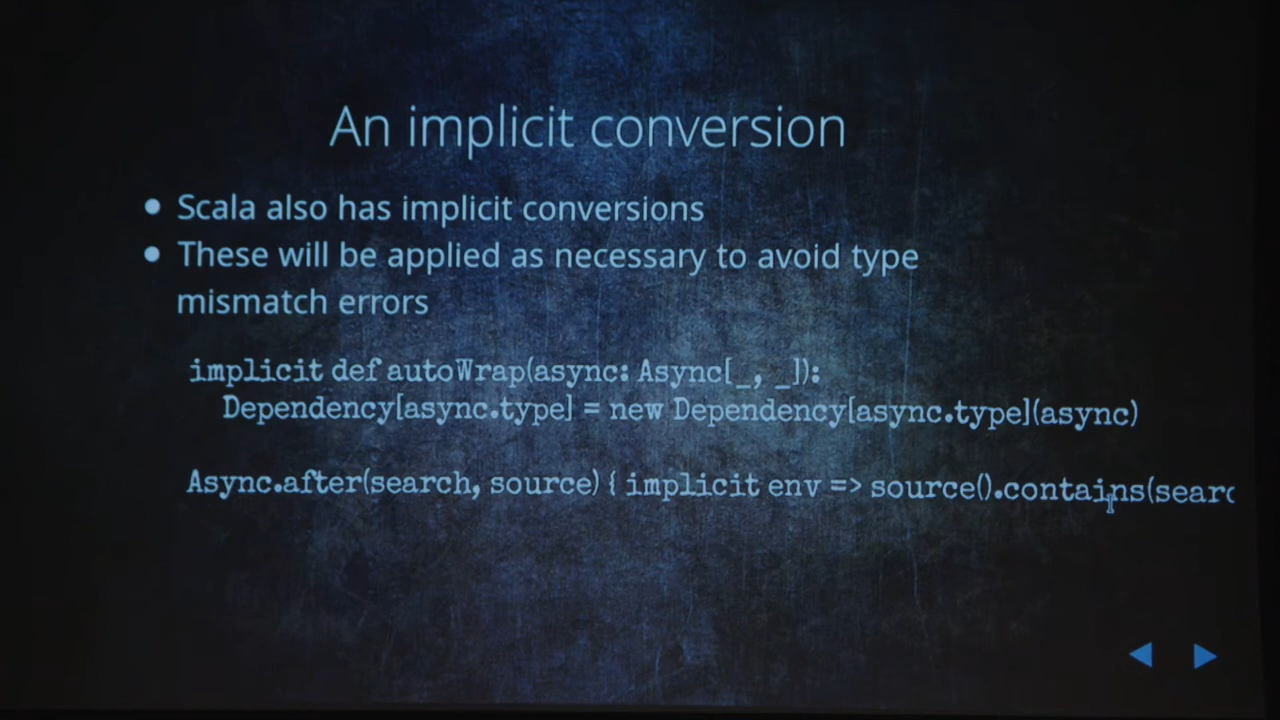 An implicit conversion
• Scala also has implicit conversions
• These will be applied as necessary to avoid type
mismatch errors
implicit def autoWrap(async: Async[_, _]):
Dependency[async.type] = new Dependency[async.type](async)
Async.after(search, source) { implicit env => source().contains(searc